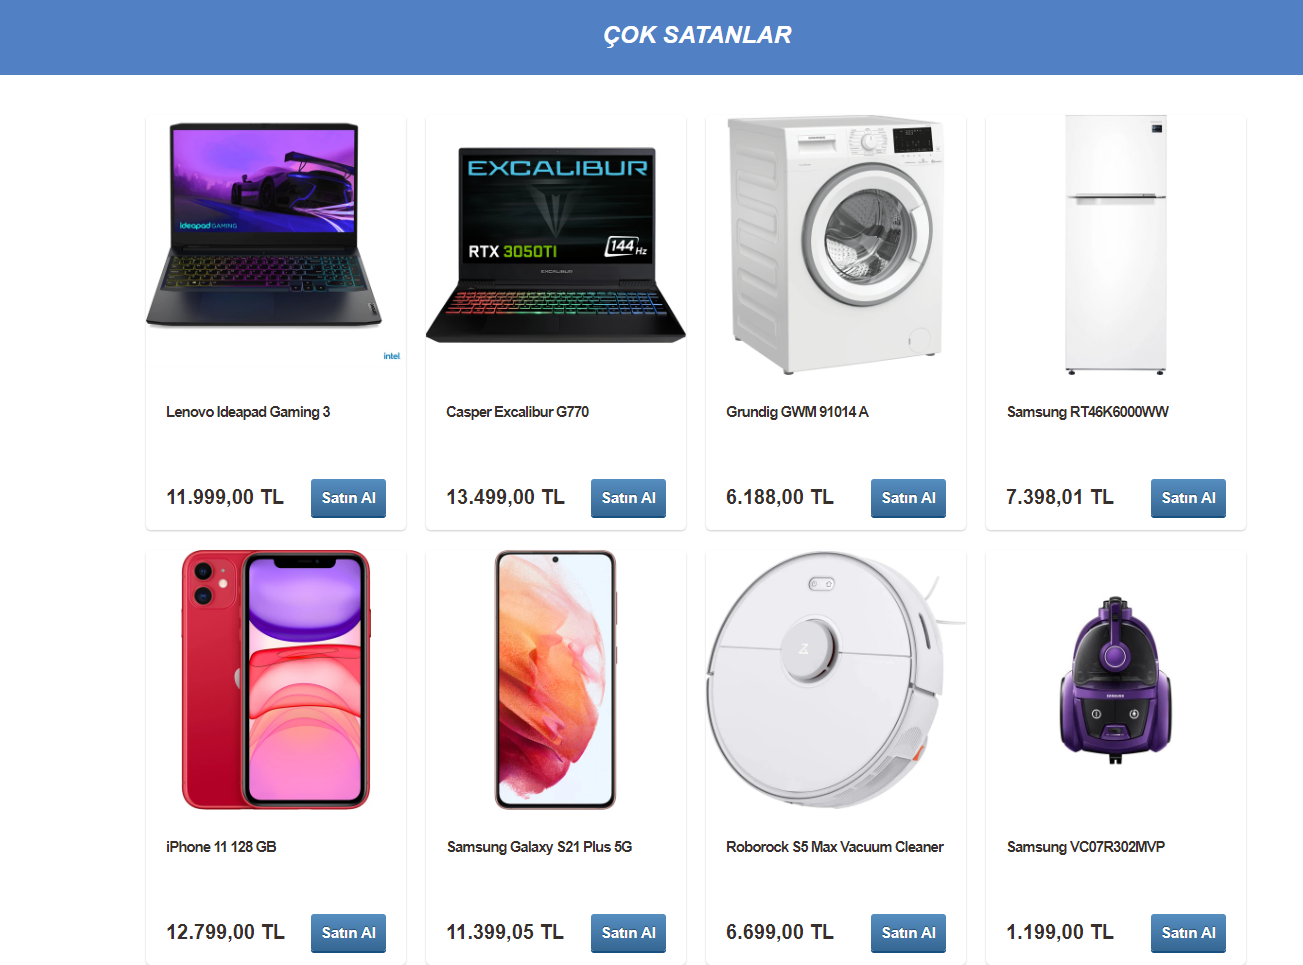 ÇOK SATANLAR
ideapad GAMING
intel
EXCALIBUR
RTX 3050TI
144 Hz
EXCALIBUR
Lenovo Ideapad Gaming 3
Casper Excalibur G770
Grundig GWM 91014 A
Samsung RT46K6000WW
11.999,00 TL Satın Al
13.499,00 TL Satın Al
6.188,00 TL Satın Al
7.398,01 TL Satın Al
SAMSUNG
iPhone 11 128 GB
Samsung Galaxy S21 Plus 5G
Roborock S5 Max Vacuum Cleaner
Samsung VC07R302MVP
12.799,00 TL Satın Al
11.399,05 TL Satın Al
6.699,00 TL Satın Al
1.199,00 TL Satın Al